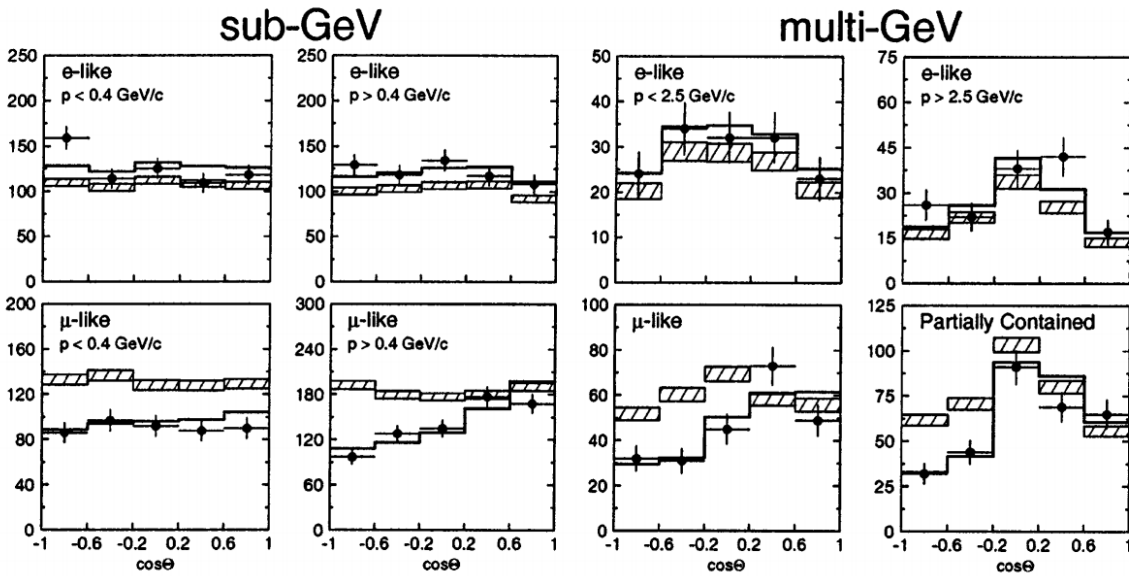 sub-GeV
multi-GeV
e-like
p < 0.4 GeV/c
250
200
150
100
50
0
e-like
p > 0.4 GeV/c
250
200
150
100
50
0
e-like
p < 2.5 GeV/c
50
40
30
20
10
0
e-like
p > 2.5 GeV/c
75
60
45
30
15
0
μ-like
p < 0.4 GeV/c
200
160
120
80
40
0
-1 -0.6 -0.2 0.2 0.6 1
cosΘ
μ-like
p > 0.4 GeV/c
300
240
180
120
60
0
-1 -0.6 -0.2 0.2 0.6 1
cosΘ
μ-like
100
80
60
40
20
0
-1 -0.6 -0.2 0.2 0.6 1
cosΘ
Partially Contained
125
100
75
50
25
0
-1 -0.6 -0.2 0.2 0.6 1
cosΘ